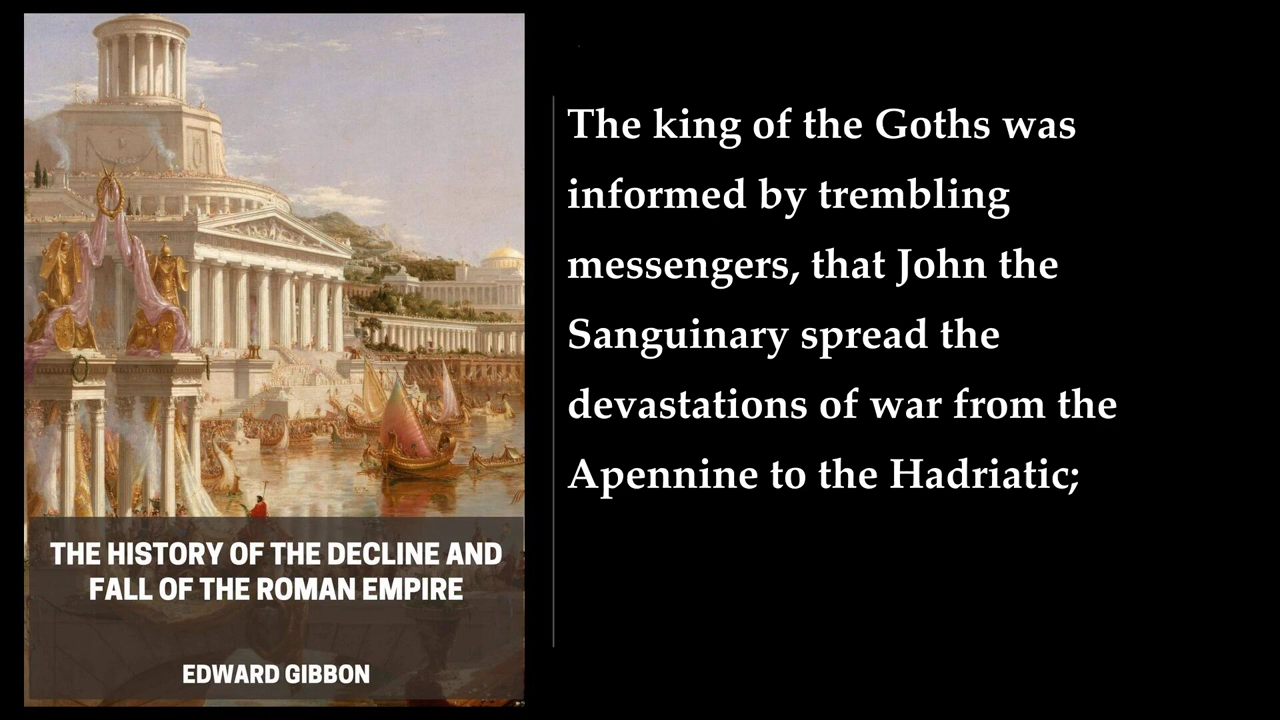 THE HISTORY OF THE DECLINE AND
FALL OF THE ROMAN EMPIRE
EDWARD GIBBON
The king of the Goths was
informed by trembling
messengers, that John the
Sanguinary spread the
devastations of war from the
Apennine to the Hadriatic;